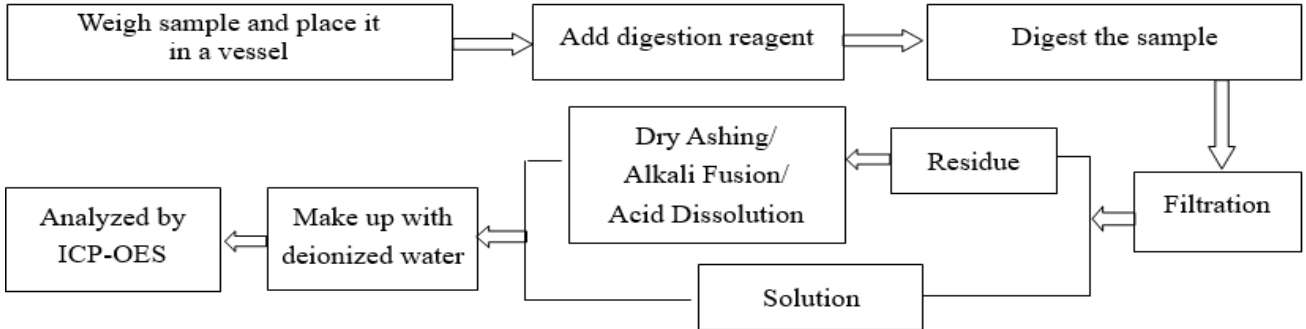 Weigh sample and place it
in a vessel
Add digestion reagent
Digest the sample
Filtration
Residue
Dry Ashing/
Alkali Fusion/
Acid Dissolution
Solution
Make up with
deionized water
Analyzed by
ICP-OES